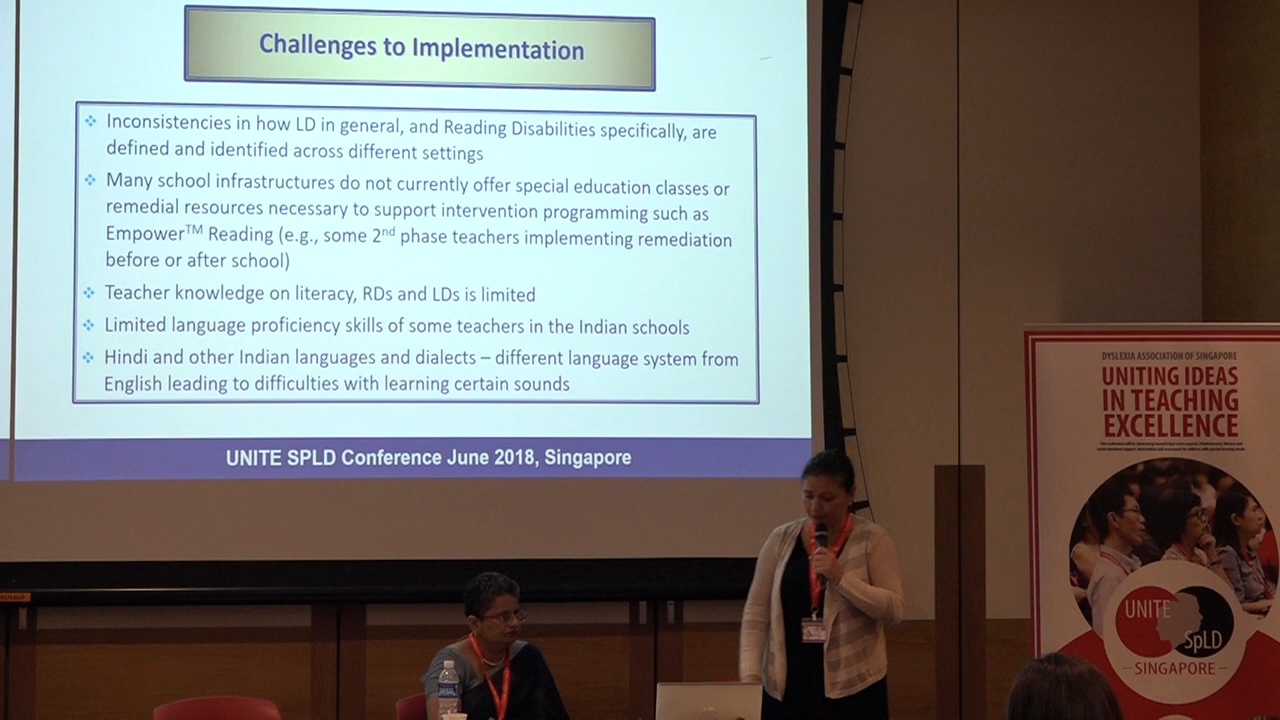 Challenges to Implementation
Inconsistencies in how LD in general, and Reading Disabilities specifically, are
defined and identified across different settings
Many school infrastructures do not currently offer special education classes or
remedial resources necessary to support intervention programming such as
Empower™ Reading (e.g., some 2nd phase teachers implementing remediation
before or after school)
Teacher knowledge on literacy, RDs and LDs is limited
Limited language proficiency skills of some teachers in the Indian schools
Hindi and other Indian languages and dialects – different language system from
English leading to difficulties with learning certain sounds
UNITE SPLD Conference June 2018, Singapore
DYSLEXIA ASSOCIATION OF SINGAPORE
UNITING IDEAS
IN TEACHING
EXCELLENCE
UNITE
SpLD
SINGAPORE